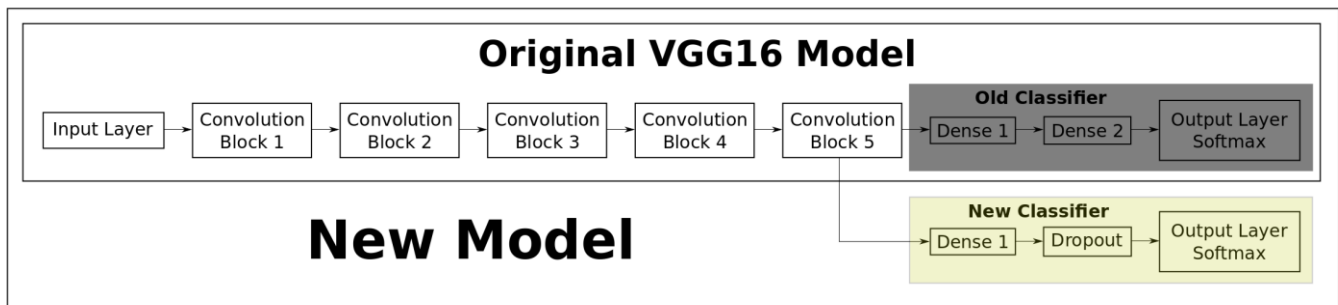 Original VGG16 Model
Old Classifier
Input Layer
Convolution
Block 1
Convolution
Block 2
Convolution
Block 3
Convolution
Block 4
Convolution
Block 5
Dense 1
Dense 2
Output Layer
Softmax
New Model
New Classifier
Dense 1
Dropout
Output Layer
Softmax